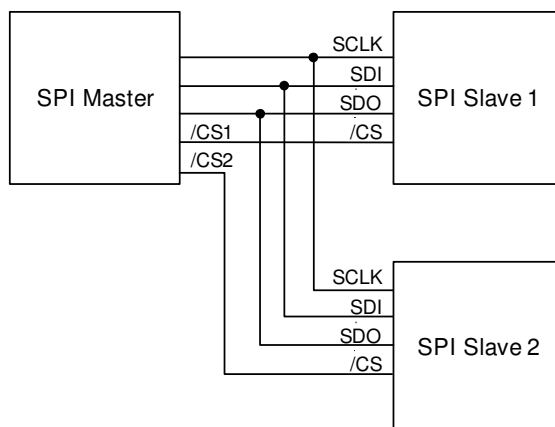 SCLK
SDI
SPI Master
SDO
SPI Slave 1
/CS1
/CS
/CS2
SCLK
SDI
SDO
SPI Slave 2
/CS